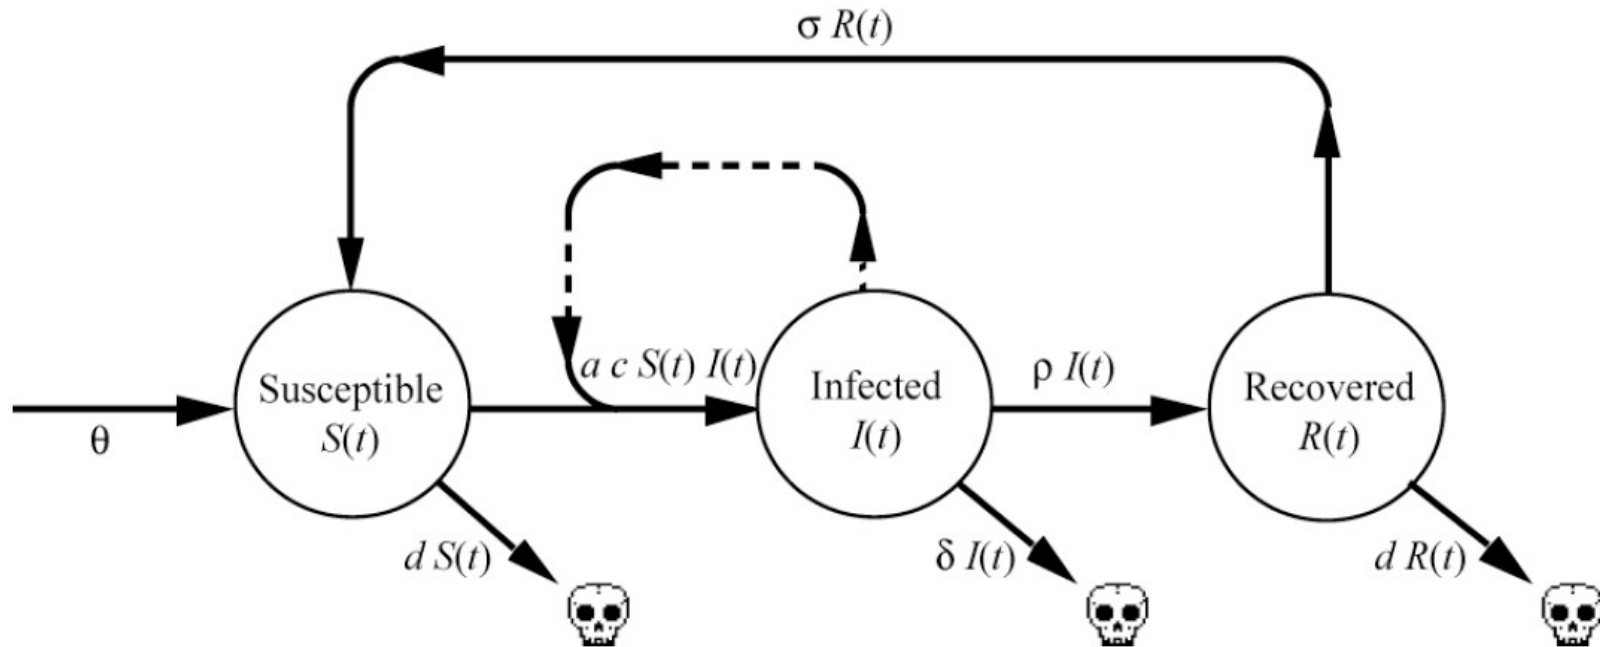 σ R(t)
a c S(t) I(t)
ρ I(t)
Susceptible
S(t)
Infected
I(t)
Recovered
R(t)
θ
d S(t)
δ I(t)
d R(t)